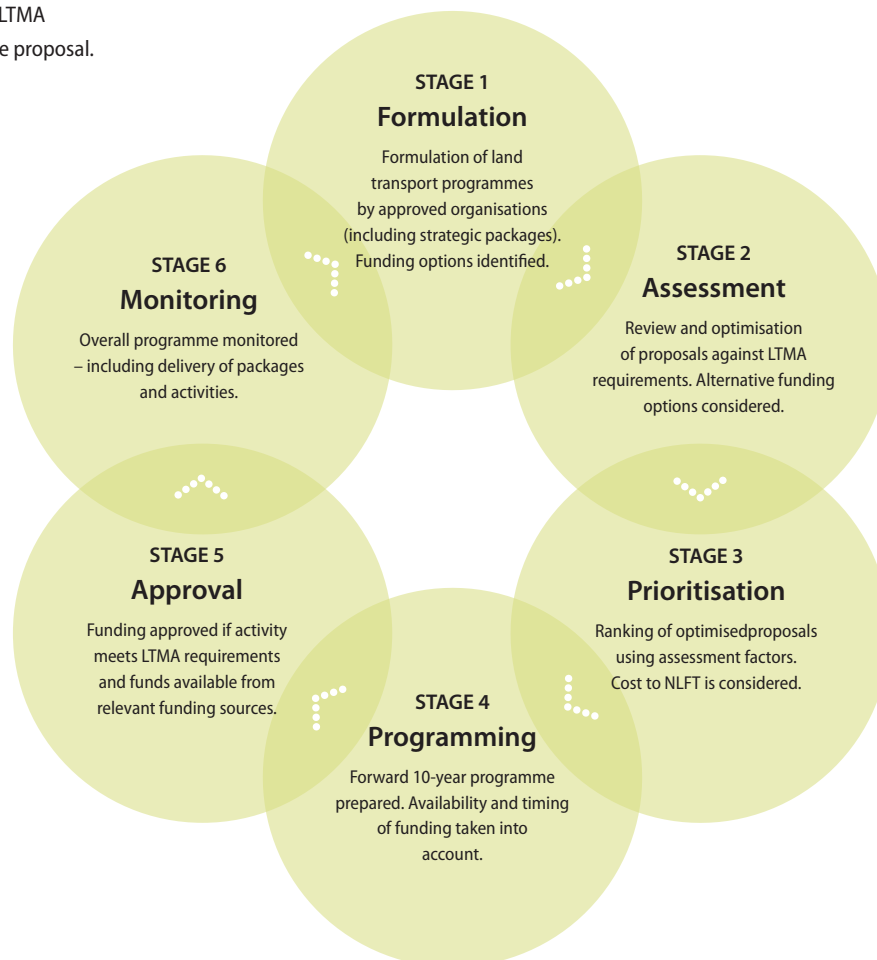 LTMA
e proposal.
STAGE 1
Formulation
Formulation of land
transport programmes
by approved organisations
(including strategic packages).
Funding options identified.
STAGE 2
Assessment
Review and optimisation
of proposals against LTMA
requirements. Alternative funding
options considered.
STAGE 3
Prioritisation
Ranking of optimisedproposals
using assessment factors.
Cost to NLFT is considered.
STAGE 4
Programming
Forward 10-year programme
prepared. Availability and timing
of funding taken into
account.
STAGE 5
Approval
Funding approved if activity
meets LTMA requirements
and funds available from
relevant funding sources.
STAGE 6
Monitoring
Overall programme monitored
– including delivery of packages
and activities.